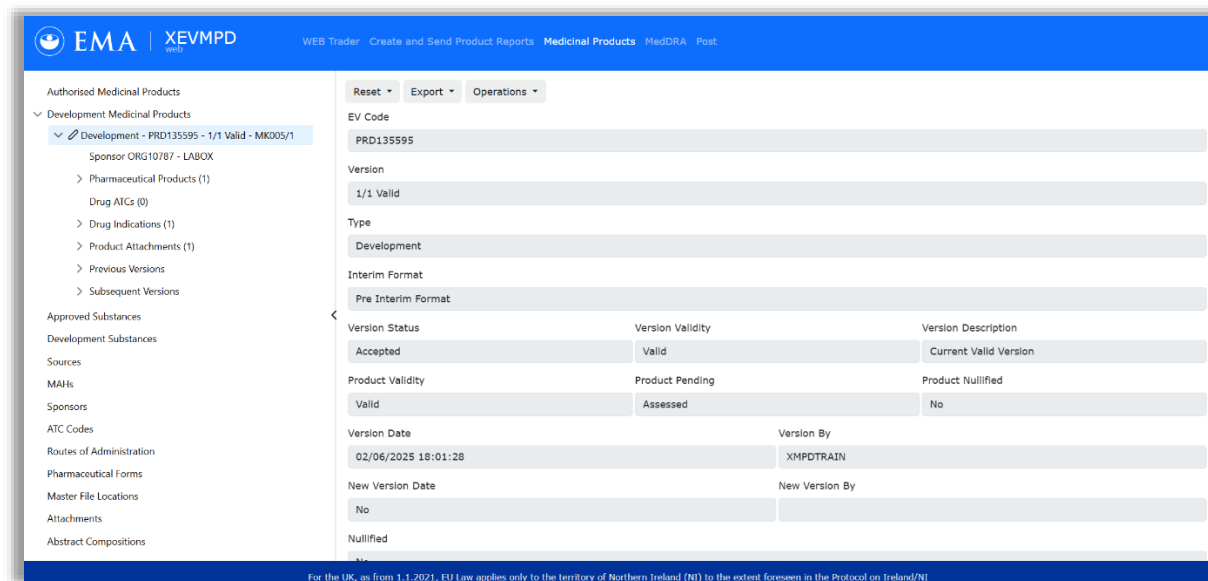 EMA | XEVMPD
web
WEB Trader Create and Send Product Reports Medicinal Products MedDRA Post
Authorised Medicinal Products
Development Medicinal Products
Development - PRD135595 - 1/1 Valid - MK005/1
Sponsor ORG10787 - LABOX
Pharmaceutical Products (1)
Drug ATCs (0)
Drug Indications (1)
Product Attachments (1)
Previous Versions
Subsequent Versions
Approved Substances
Development Substances
Sources
MAHs
Sponsors
ATC Codes
Routes of Administration
Pharmaceutical Forms
Master File Locations
Attachments
Abstract Compositions
Reset Export Operations
EV Code
PRD135595
Version
1/1 Valid
Type
Development
Interim Format
Pre Interim Format
Version Status Version Validity Version Description
Accepted Valid Current Valid Version
Product Validity Product Pending Product Nullified
Valid Assessed No
Version Date Version By
02/06/2025 18:01:28 XMPDTRAIN
New Version Date New Version By
No
Nullified
For the UK, as from 1.1.2021, EU Law applies only to the territory of Northern Ireland (NI) to the extent foreseen in the Protocol on Ireland/NI